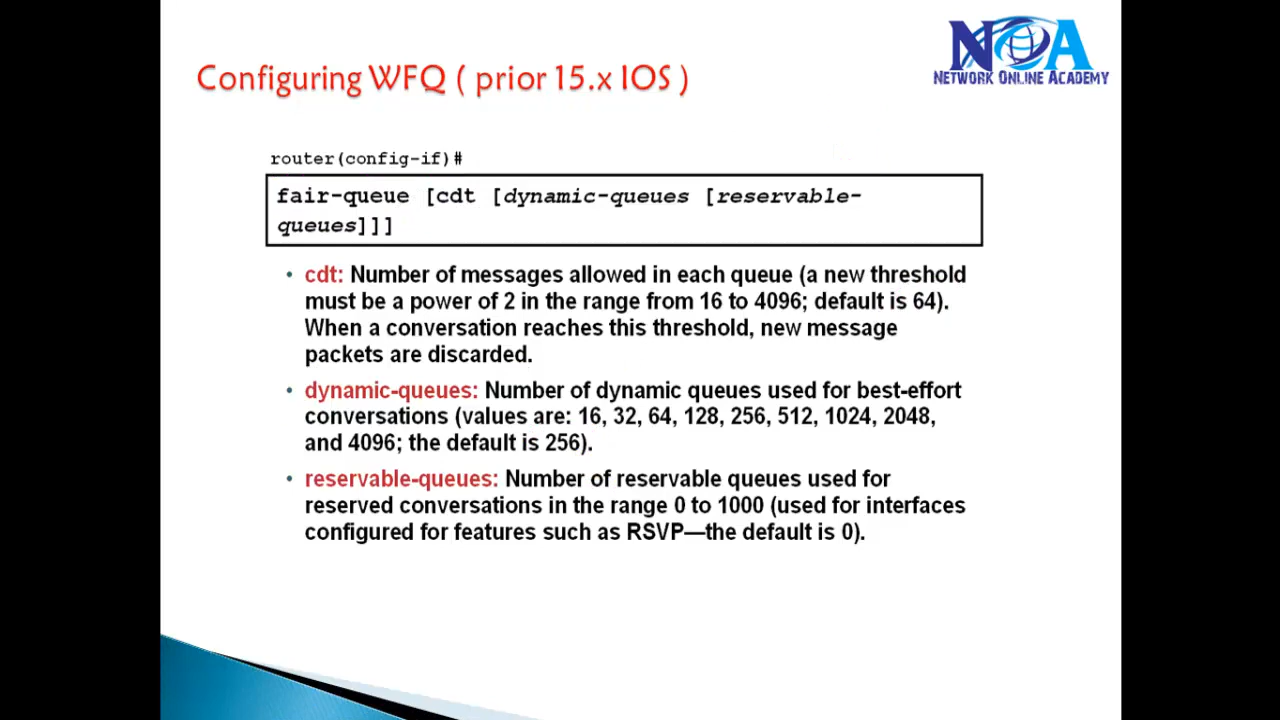 NOA
NETWORK ONLINE ACADEMY
Configuring WFQ ( prior 15.x IOS )
router(config-if)#
fair-queue [cdt [dynamic-queues [reservable-
queues]]]
• cdt: Number of messages allowed in each queue (a new threshold
must be a power of 2 in the range from 16 to 4096; default is 64).
When a conversation reaches this threshold, new message
packets are discarded.
• dynamic-queues: Number of dynamic queues used for best-effort
conversations (values are: 16, 32, 64, 128, 256, 512, 1024, 2048,
and 4096; the default is 256).
• reservable-queues: Number of reservable queues used for
reserved conversations in the range 0 to 1000 (used for interfaces
configured for features such as RSVP—the default is 0).